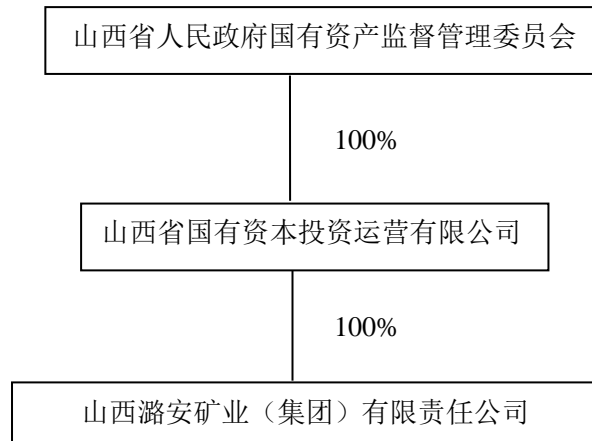 山西省人民政府国有资产监督管理委员会
100%
山西省国有资本投资运营有限公司
100%
山西潞安矿业（集团）有限责任公司